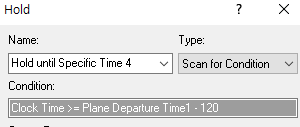 Hold ? ×
Name: Type:
Hold until Specific Time 4 Scan for Condition
Condition:
Clock Time >= Plane Departure Time1 - 120